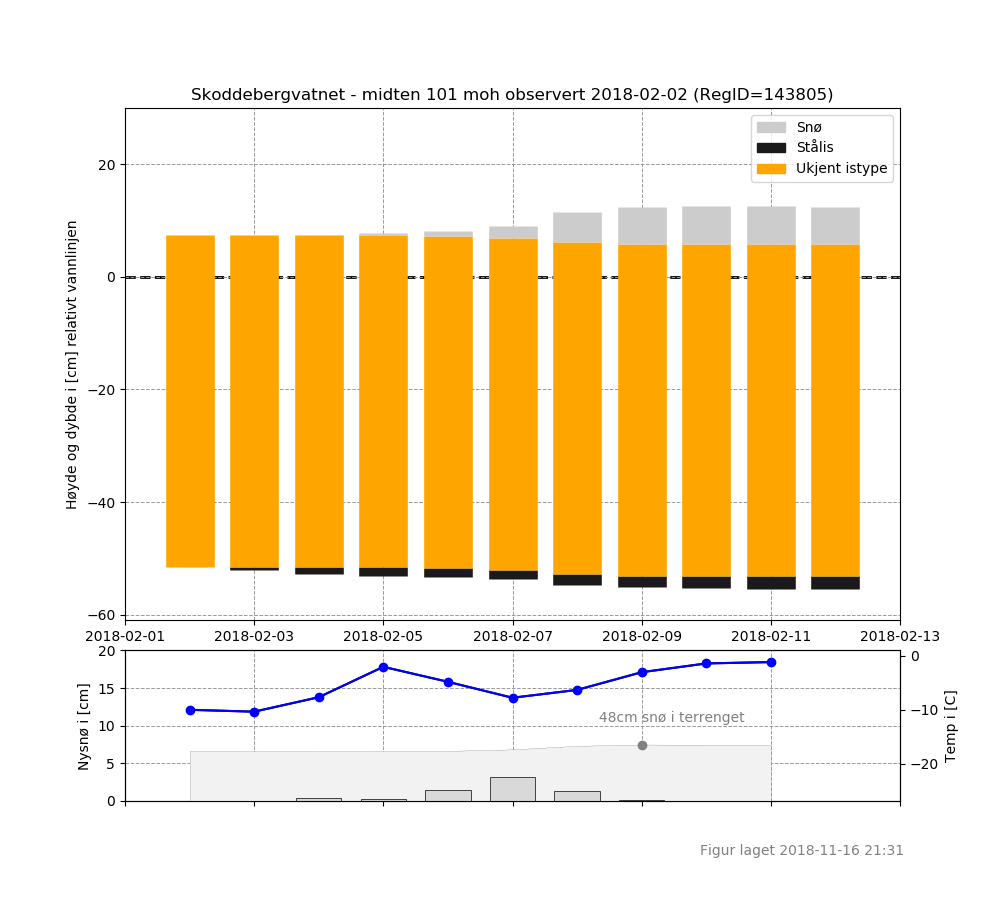 Skoddebergvatnet - midten 101 moh observert 2018-02-02 (RegID=143805)
Snø
Stålis
Ukjent istype
Høyde og dybde i [cm] relativt vannlinjen
20
0
−20
−40
−60
2018-02-01 2018-02-03 2018-02-05 2018-02-07 2018-02-09 2018-02-11 2018-02-13
Nysnø i [cm]
20
15
10
5
0
48cm snø i terrenget
0
−10
−20
Temp i [C]
Figur laget 2018-11-16 21:31